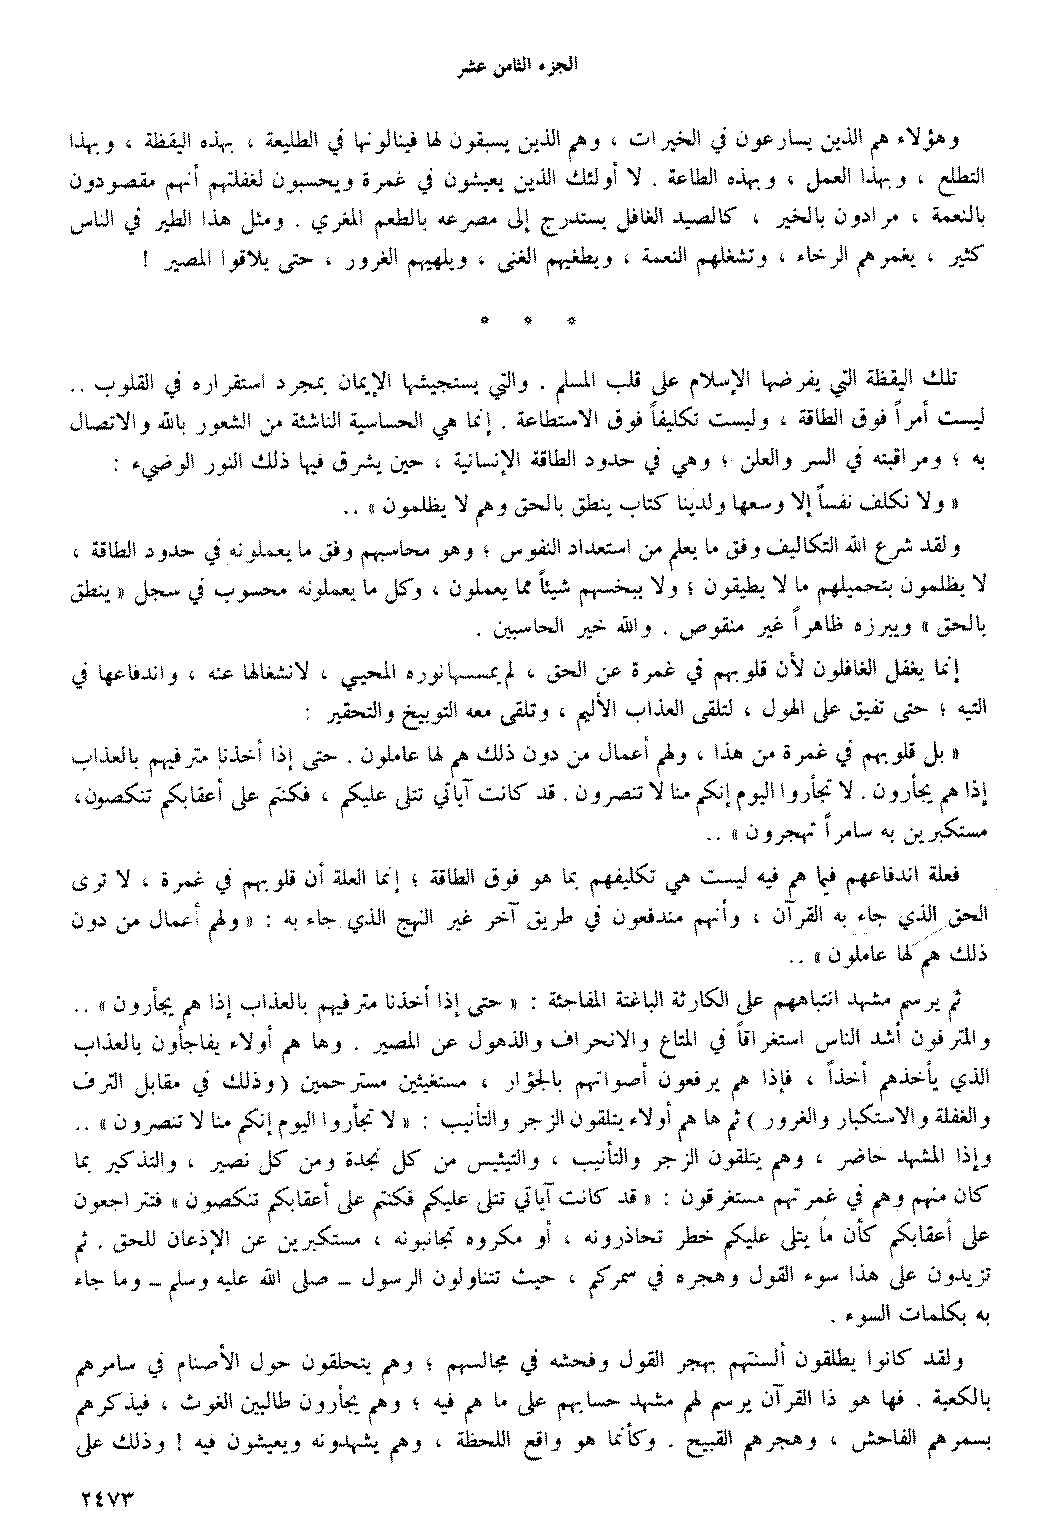 الجزء الثامن عشر
وهؤلاء هم الذين يسارعون في الخيرات ، وهم الذين يسبقون لها فينالونها في الطليعة ، بهذه اليقظة ، وبهذا
التطلع ، وبهذا العمل ، وبهذه الطاعة . لا أولئك الذين يعيشون في غمرة ويحسبون لغفلتهم أنهم مقصودون
بالنعمة ، مرادون بالخير ، كالصيد الغافل يستدرج إلى مصرعه بالطعم المغري . ومثل هذا الطير في الناس
كثير ، يغمرهم الرخاء ، وتشغلهم النعمة ، ويطغيهم الغنى ، ويلهيهم الغرور ، حتى يلاقوا المصير !
* * *
تلك اليقظة التي يفرضها الإسلام على قلب المسلم . والتي يستجيشها الإيمان بمجرد استقراره في القلوب ..
ليست أمراً فوق الطاقة ، وليست تكليفاً فوق الاستطاعة . إنما هي الحساسية الناشئة من الشعور بالله والاتصال
به ؛ ومراقبته في السر والعلن ؛ وهي في حدود الطاقة الإنسانية ، حين يشرق فيها ذلك النور الوضيء :
« ولا نكلف نفساً إلا وسعها ولدينا كتاب ينطق بالحق وهم لا يظلمون » ..
ولقد شرع الله التكاليف وفق ما يعلم من استعداد النفوس ؛ وهو محاسبهم وفق ما يعملونه في حدود الطاقة ،
لا يظلمون بتحميلهم ما لا يطيقون ؛ ولا ببخسهم شيئاً مما يعملون ، وكل ما يعملونه محسوب في سجل « ينطق
بالحق » ويبرزه ظاهراً غير منقوص . والله خير الحاسبين .
إنما يغفل الغافلون لأن قلوبهم في غمرة عن الحق ، لم يمسسها نوره المحيي ، لانشغالها عنه ، واندفاعها في
التيه ؛ حتى تفيق على الهول ، لتلقى العذاب الأليم ، وتلقى معه التوبيخ والتحقير :
« بل قلوبهم في غمرة من هذا ، ولهم أعمال من دون ذلك هم لها عاملون . حتى إذا أخذنا مترفيهم بالعذاب
إذا هم يجأرون . لا تجأروا اليوم إنكم منا لا تنصرون . قد كانت آياتي تتلى عليكم ، فكنتم على أعقابكم تنكصون،
مستكبرين به سامراً تهجرون » ..
فعلة اندفاعهم فيما هم فيه ليست هي تكليفهم بما هو فوق الطاقة ؛ إنما العلة أن قلوبهم في غمرة ، لا ترى
الحق الذي جاء به القرآن ، وأنهم مندفعون في طريق آخر غير النهج الذي جاء به : « ولهم أعمال من دون
ذلك هم لها عاملون » ..
ثم يرسم مشهد انتباههم على الكارثة الباغتة المفاجئة : « حتى إذا أخذنا مترفيهم بالعذاب إذا هم يجأرون » ..
والمترفون أشد الناس استغراقاً في المتاع والانحراف والذهول عن المصير . وها هم أولاء يفاجأون بالعذاب
الذي يأخذهم أخذاً ، فإذا هم يرفعون أصواتهم بالجؤار ، مستغيثين مسترحمين ( وذلك في مقابل الترف
والغفلة والاستكبار والغرور ) ثم ها هم أولاء يتلقون الزجر والتأنيب : « لا تجأروا اليوم إنكم منا لا تنصرون » ..
وإذا المشهد حاضر ، وهم يتلقون الزجر والتأنيب ، والتيئيس من كل نجدة ومن كل نصير ، والتذكير بما
كان منهم وهم في غمرتهم مستغرقون : « قد كانت آياتي تتلى عليكم فكنتم على أعقابكم تنكصون » فتتراجعون
على أعقابكم كأن ما يتلى عليكم خطر تحاذرونه ، أو مكروه تجانبونه ، مستكبرين عن الإذعان للحق . ثم
تزيدون على هذا سوء القول وهجره في سمركم ، حيث تتناولون الرسول – صلى الله عليه وسلم – وما جاء
به بكلمات السوء .
ولقد كانوا يطلقون ألسنتهم بهجر القول وفحشه في مجالسهم ؛ وهم يتحلقون حول الأصنام في سامرهم
بالكعبة . فها هو ذا القرآن يرسم لهم مشهد حسابهم على ما هم فيه ؛ وهم يجأرون طالبين الغوث ، فيذكرهم
بسمرهم الفاحش ، وهجرهم القبيح . وكأنما هو واقع اللحظة ، وهم يشهدونه ويعيشون فيه ! وذلك على
٢٤٧٣